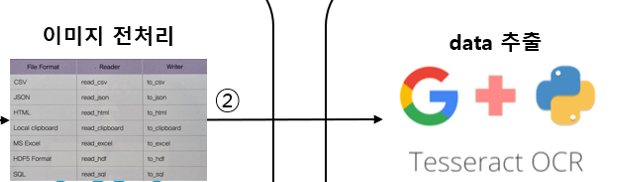 이미지 전처리
File Format Reader Writer
CSV read_csv to_csv
JSON read_json to_json
HTML read_html to_html
Local clipboard read_clipboard to_clipboard
MS Excel read_excel to_excel
HDF5 Format read_hdf to_hdf
SQL read_sql to_sql
②
data 추출
Tesseract OCR